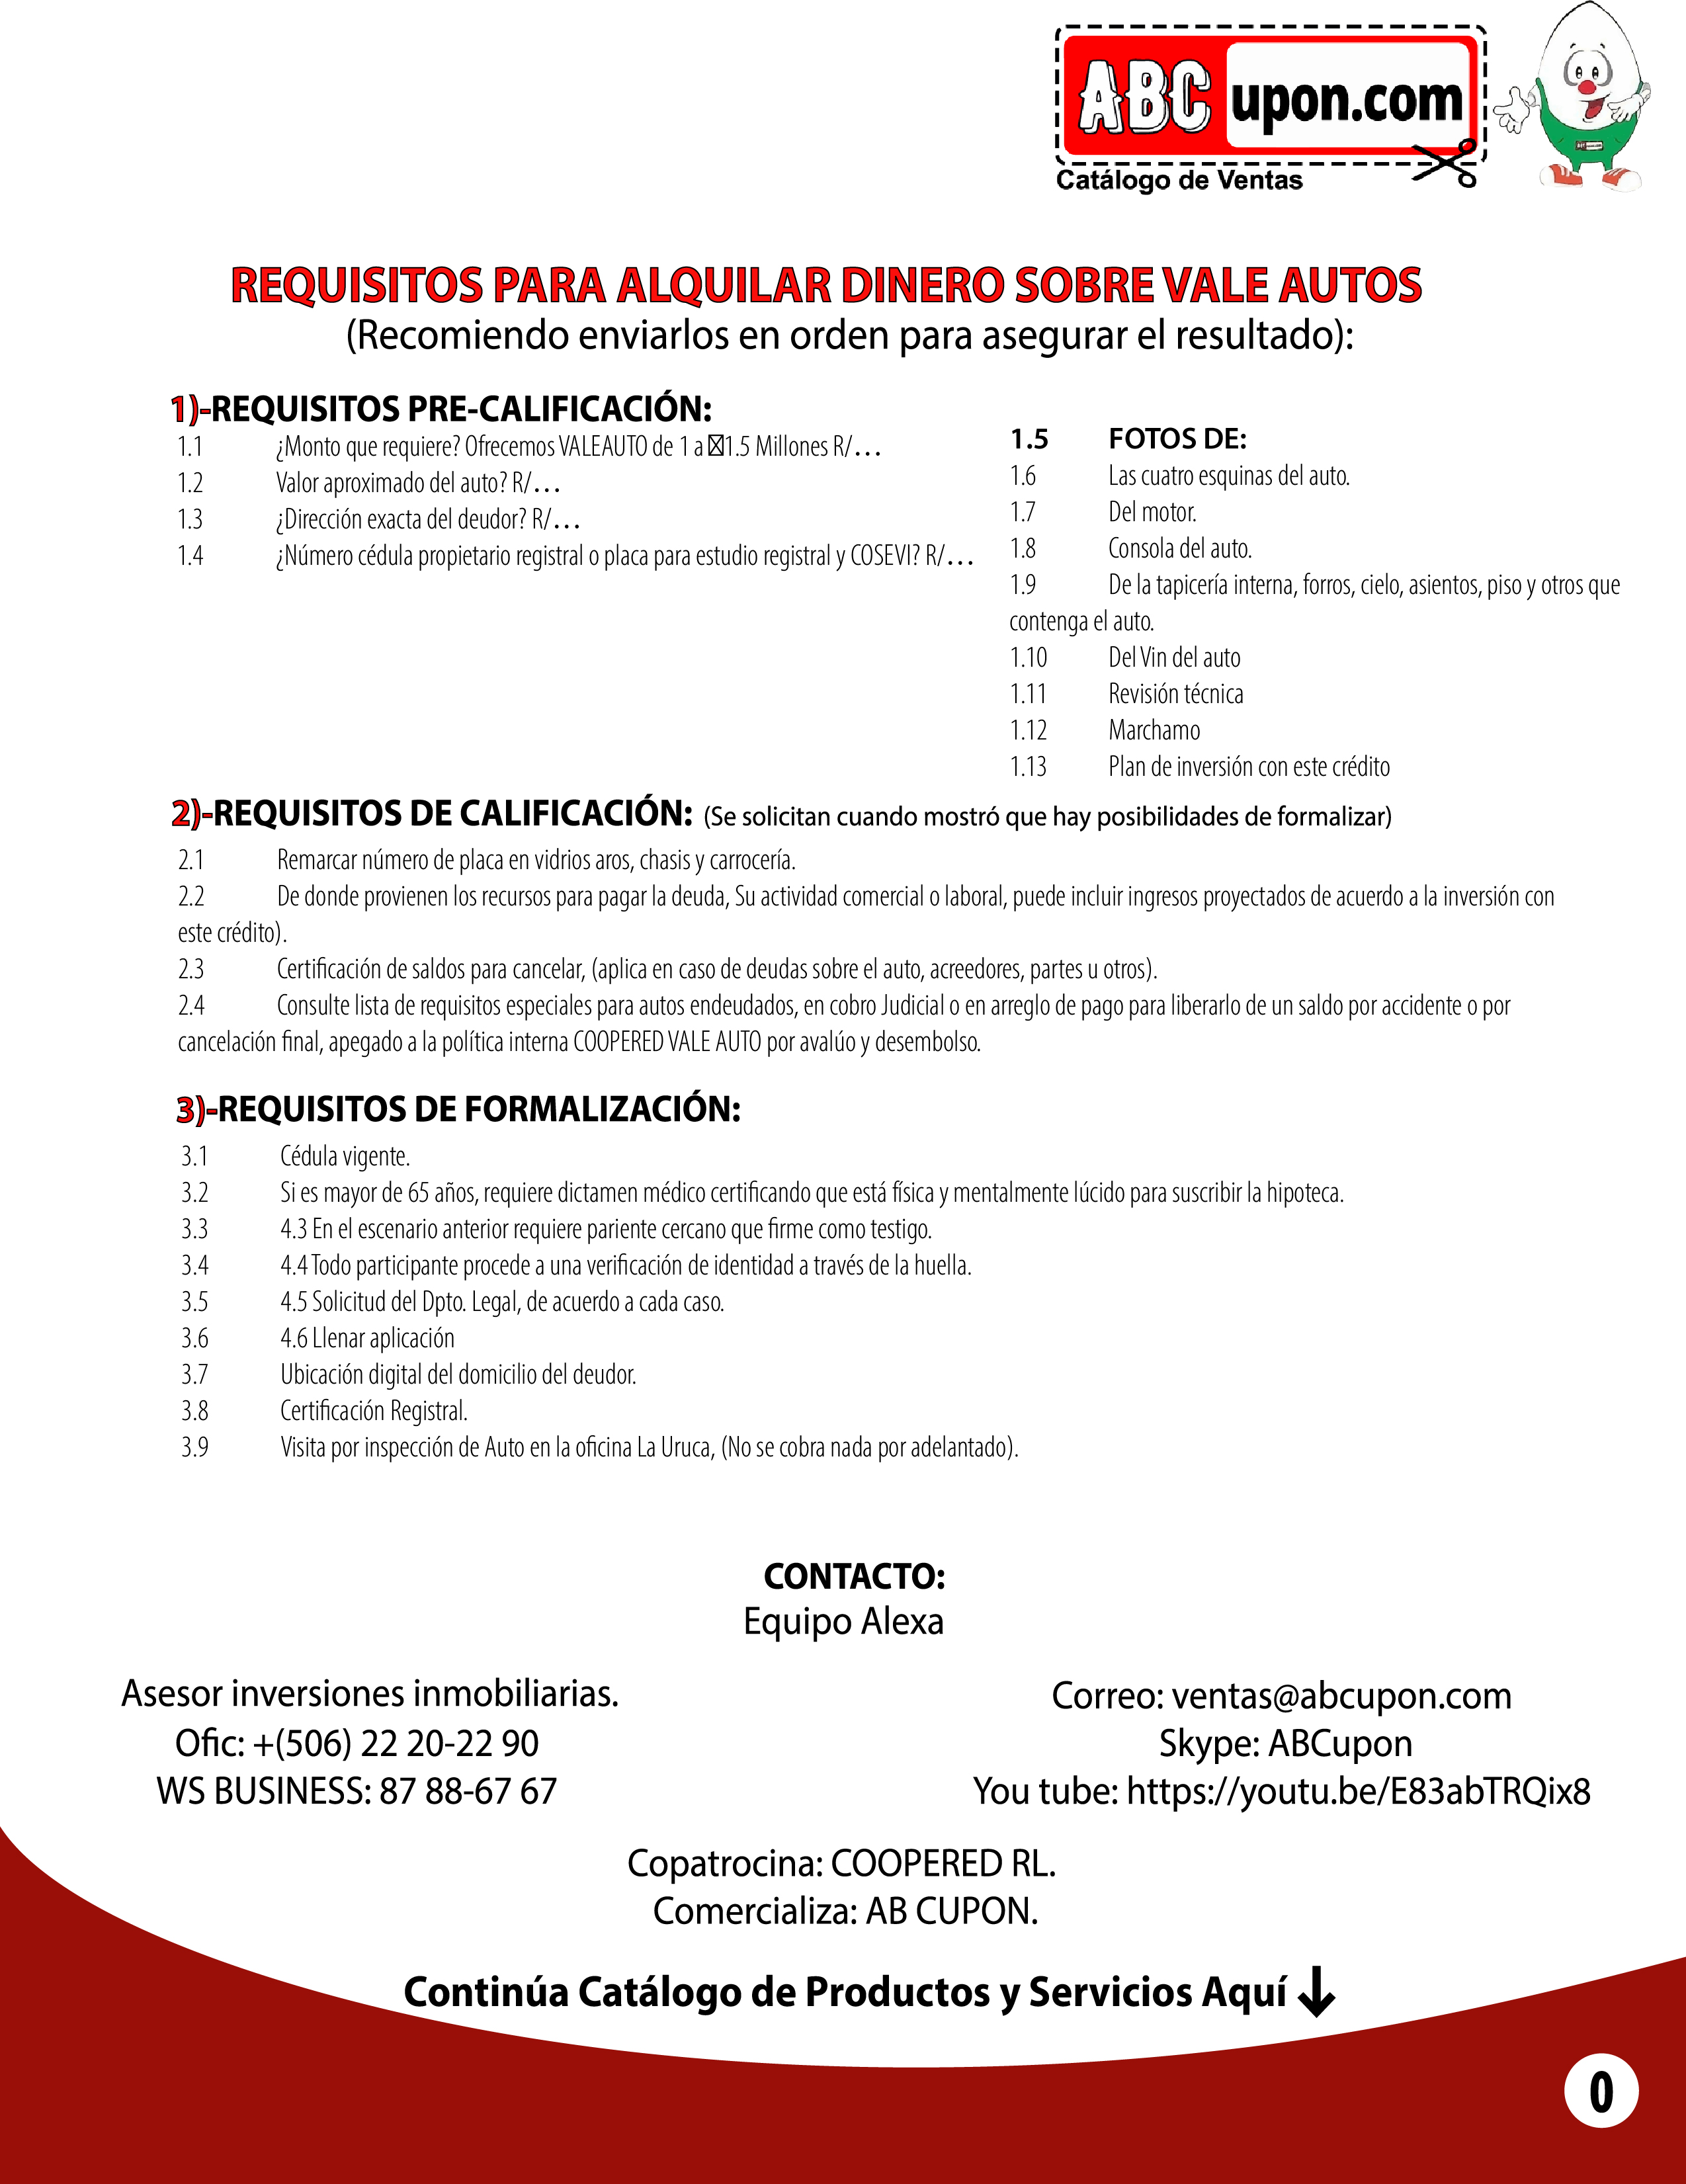 ABC upon.com
Catálogo de Ventas
REQUISITOS PARA ALQUILAR DINERO SOBRE VALE AUTOS
(Recomiendo enviarlos en orden para asegurar el resultado):
1)-REQUISITOS PRE-CALIFICACIÓN:
1.1 ¿Monto que requiere? Ofrecemos VALEAUTO de 1 a 1.5 Millones R/…
1.2 Valor aproximado del auto? R/…
1.3 ¿Dirección exacta del deudor? R/…
1.4 ¿Número cédula propietario registral o placa para estudio registral y COSEVI? R/…
1.5 FOTOS DE:
1.6 Las cuatro esquinas del auto.
1.7 Del motor.
1.8 Consola del auto.
1.9 De la tapicería interna, forros, cielo, asientos, piso y otros que
contenga el auto.
1.10 Del Vin del auto
1.11 Revisión técnica
1.12 Marchamo
1.13 Plan de inversión con este crédito
2)-REQUISITOS DE CALIFICACIÓN: (Se solicitan cuando mostró que hay posibilidades de formalizar)
2.1 Remarcar número de placa en vidrios aros, chasis y carrocería.
2.2 De donde provienen los recursos para pagar la deuda, Su actividad comercial o laboral, puede incluir ingresos proyectados de acuerdo a la inversión con
este crédito).
2.3 Certificación de saldos para cancelar, (aplica en caso de deudas sobre el auto, acreedores, partes u otros).
2.4 Consulte lista de requisitos especiales para autos endeudados, en cobro Judicial o en arreglo de pago para liberarlo de un saldo por accidente o por
cancelación final, apegado a la política interna COOPERED VALE AUTO por avalúo y desembolso.
3)-REQUISITOS DE FORMALIZACIÓN:
3.1 Cédula vigente.
3.2 Si es mayor de 65 años, requiere dictamen médico certificando que está física y mentalmente lúcido para suscribir la hipoteca.
3.3 4.3 En el escenario anterior requiere pariente cercano que firme como testigo.
3.4 4.4 Todo participante procede a una verificación de identidad a través de la huella.
3.5 4.5 Solicitud del Dpto. Legal, de acuerdo a cada caso.
3.6 4.6 Llenar aplicación
3.7 Ubicación digital del domicilio del deudor.
3.8 Certificación Registral.
3.9 Visita por inspección de Auto en la oficina La Uruca, (No se cobra nada por adelantado).
CONTACTO:
Equipo Alexa
Asesor inversiones inmobiliarias.
Ofic: +(506) 22 20-22 90
WS BUSINESS: 87 88-67 67
Correo: ventas@abcupon.com
Skype: ABCupon
You tube: https://youtu.be/E83abTRQix8
Copatrocina: COOPERED RL.
Comercializa: AB CUPON.
Continúa Catálogo de Productos y Servicios Aquí
0